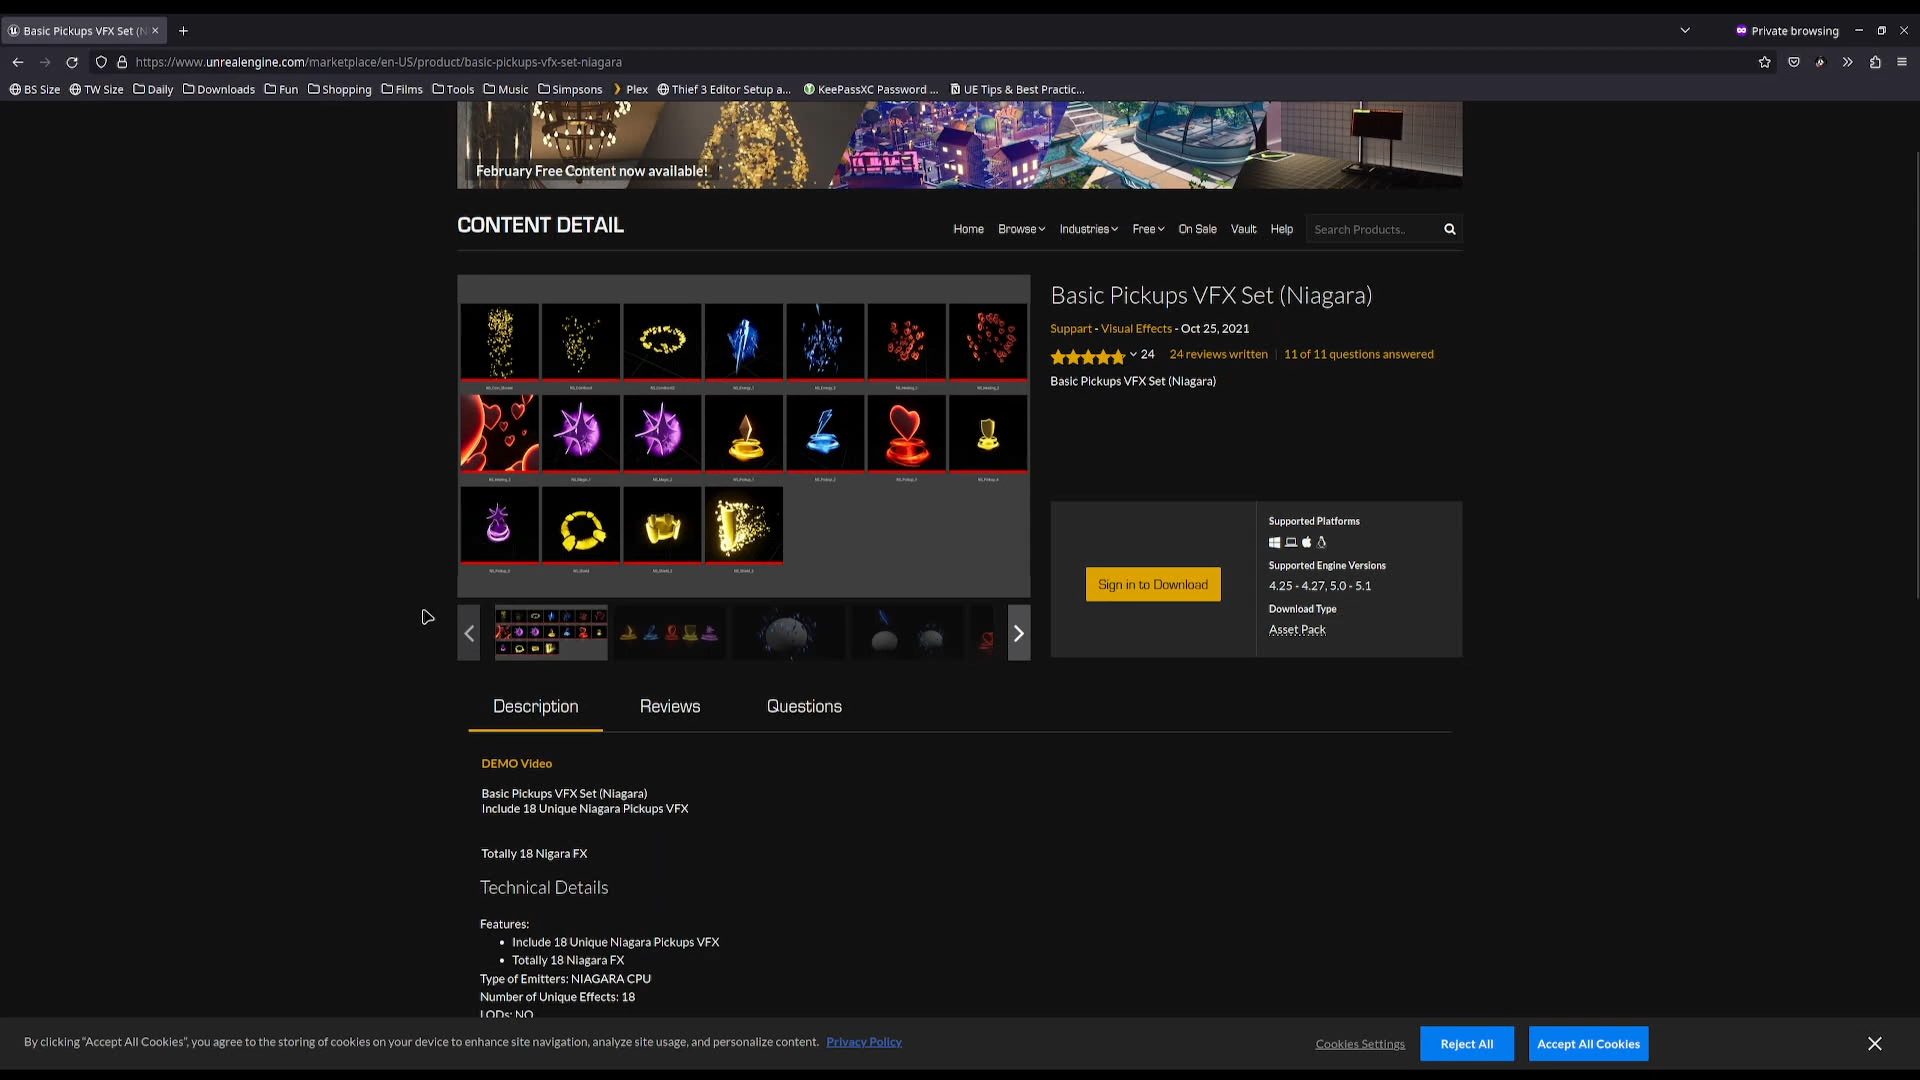 Basic Pickups VFX Set (N
Private browsing
https://www.unrealengine.com/marketplace/en-US/product/basic-pickups-vfx-set-niagara
BS Size
TW Size
Daily
Downloads
Fun
Shopping
Films
Tools
Music
Simpsons
Plex
Thief 3 Editor Setup a...
KeePassXC Password ...
UE Tips & Best Practic...
February Free Content now available!
CONTENT DETAIL
Home
Browse
Industries
Free
On Sale
Vault
Help
Search Products..
Basic Pickups VFX Set (Niagara)
Suppart - Visual Effects - Oct 25, 2021
24
24 reviews written
11 of 11 questions answered
Basic Pickups VFX Set (Niagara)
Sign in to Download
Supported Platforms
Supported Engine Versions
4.25 - 4.27, 5.0 - 5.1
Download Type
Asset Pack
Description
Reviews
Questions
DEMO Video
Basic Pickups VFX Set (Niagara)
Include 18 Unique Niagara Pickups VFX
Totally 18 Nigara FX
Technical Details
Features:
Include 18 Unique Niagara Pickups VFX
Totally 18 Niagara FX
Type of Emitters: NIAGARA CPU
Number of Unique Effects: 18
LODs: NO
By clicking “Accept All Cookies”, you agree to the storing of cookies on your device to enhance site navigation, analyze site usage, and personalize content.
Privacy Policy
Cookies Settings
Reject All
Accept All Cookies